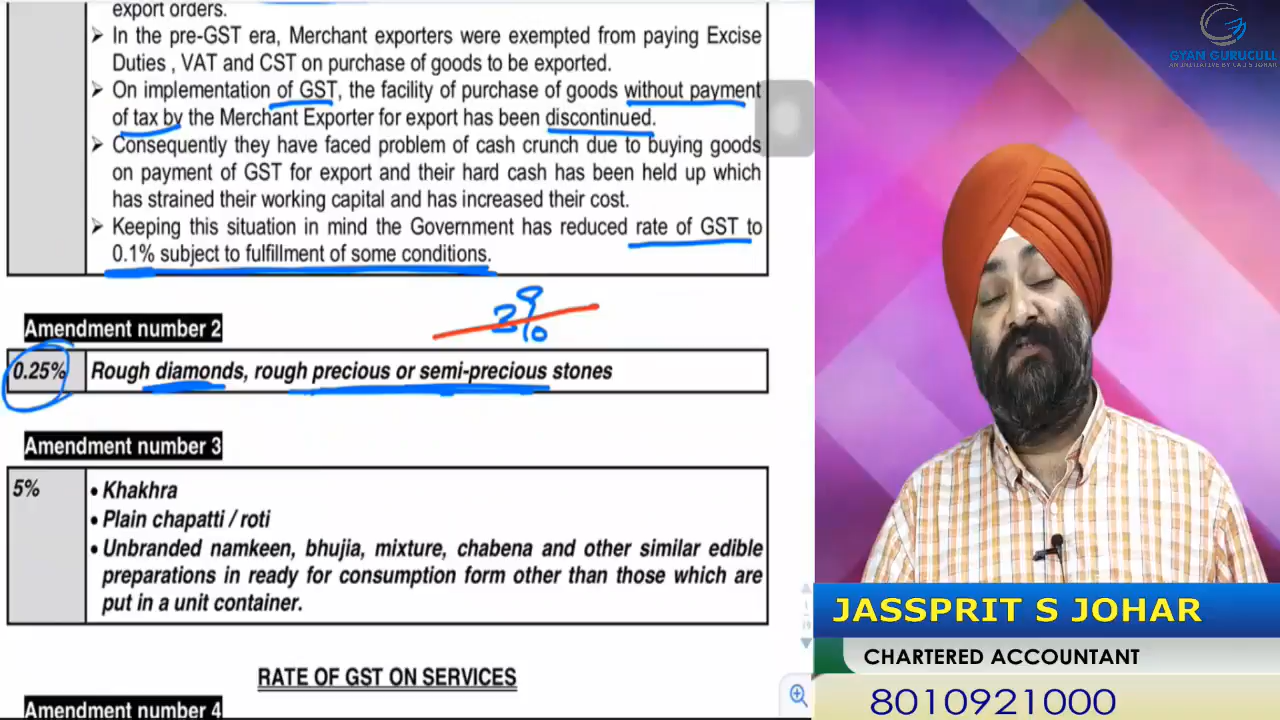 export orders.
➢ In the pre-GST era, Merchant exporters were exempted from paying Excise
Duties , VAT and CST on purchase of goods to be exported.
➢ On implementation of GST, the facility of purchase of goods without payment
of tax by the Merchant Exporter for export has been discontinued.
➢ Consequently they have faced problem of cash crunch due to buying goods
on payment of GST for export and their hard cash has been held up which
has strained their working capital and has increased their cost.
➢ Keeping this situation in mind the Government has reduced rate of GST to
0.1% subject to fulfillment of some conditions.
3%
Amendment number 2
0.25% Rough diamonds, rough precious or semi-precious stones
Amendment number 3
5% • Khakhra
• Plain chapatti / roti
• Unbranded namkeen, bhujia, mixture, chabena and other similar edible
preparations in ready for consumption form other than those which are
put in a unit container.
RATE OF GST ON SERVICES
Amendment number 4
GYAN GURUCUL
AN INITIATIVE BY CA J S JOHAR
JASSPRIT S JOHAR
CHARTERED ACCOUNTANT
8010921000